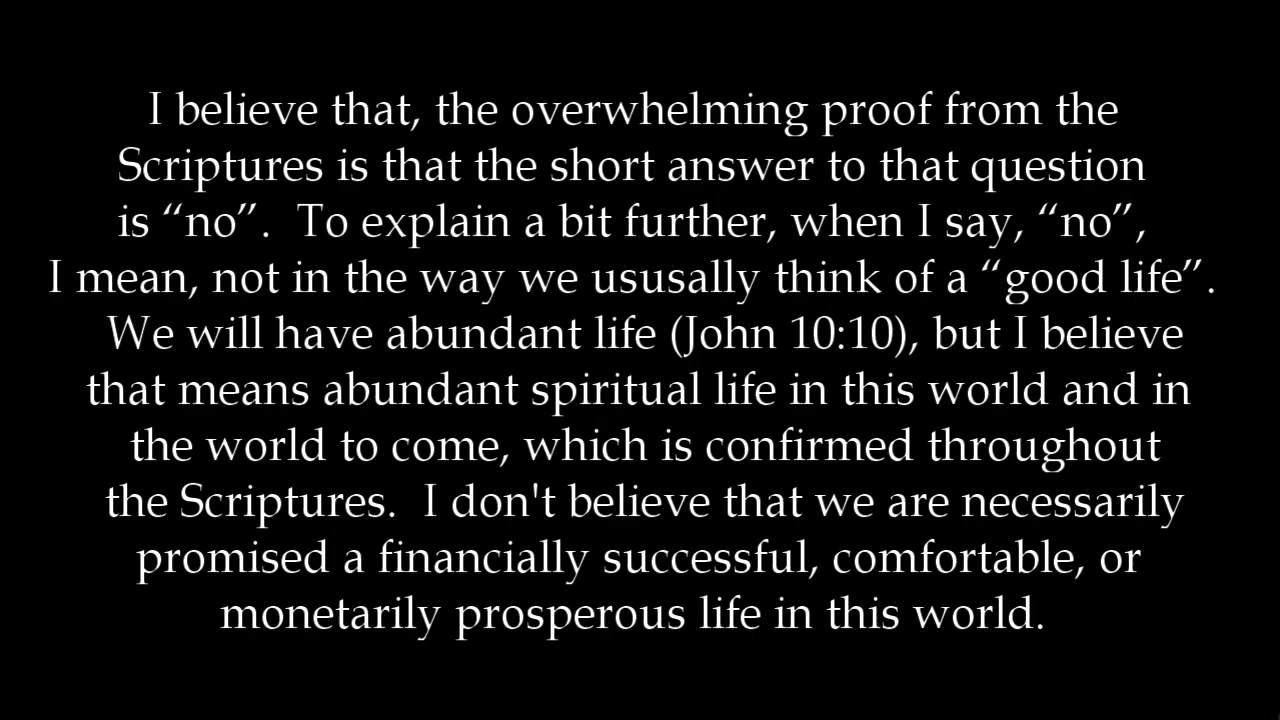 I believe that, the overwhelming proof from the
Scriptures is that the short answer to that question
is “no”.  To explain a bit further, when I say, “no”,
I mean, not in the way we ususally think of a “good life”.
We will have abundant life (John 10:10), but I believe
that means abundant spiritual life in this world and in
the world to come, which is confirmed throughout
the Scriptures.  I don't believe that we are necessarily
promised a financially successful, comfortable, or
monetarily prosperous life in this world.